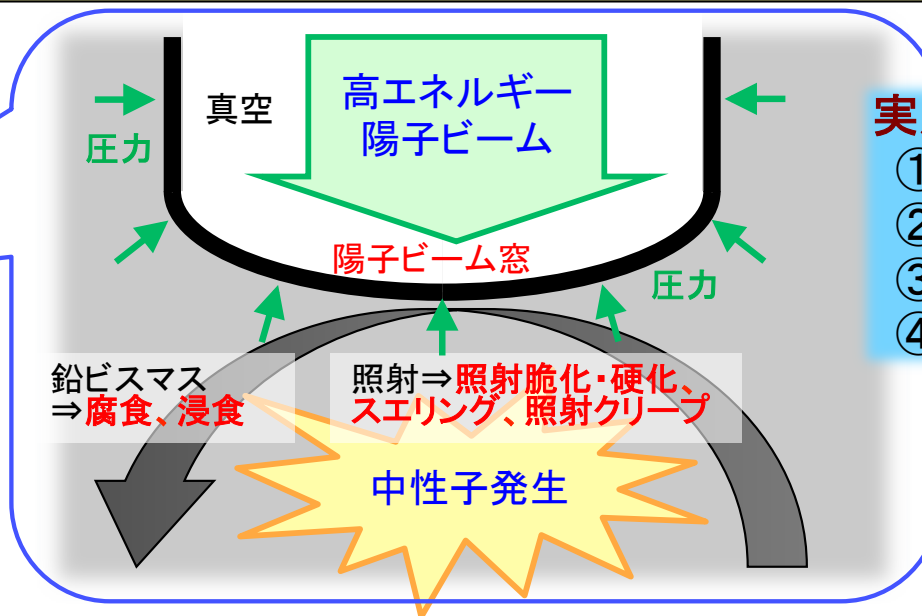 真空
高エネルギー
陽子ビーム
圧力
陽子ビーム窓
圧力
鉛ビスマス
⇒腐食、浸食
照射⇒照射脆化・硬化、
スエリング、照射クリープ
中性子発生
実
①
②
③
④